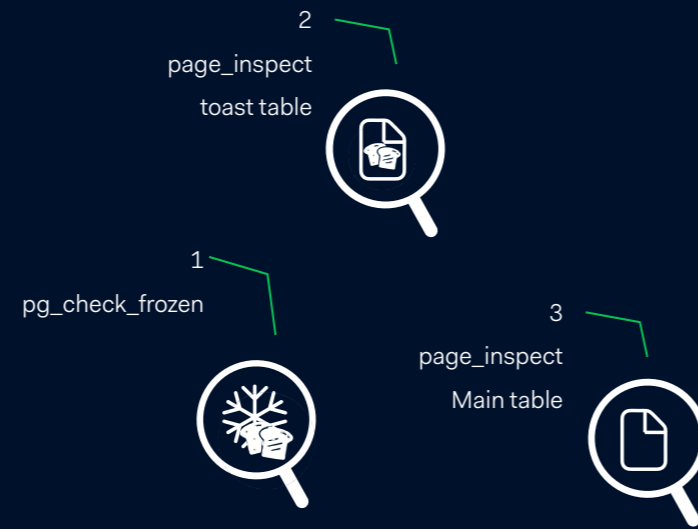 2
page_inspect
toast table
1
pg_check_frozen
3
page_inspect
Main table